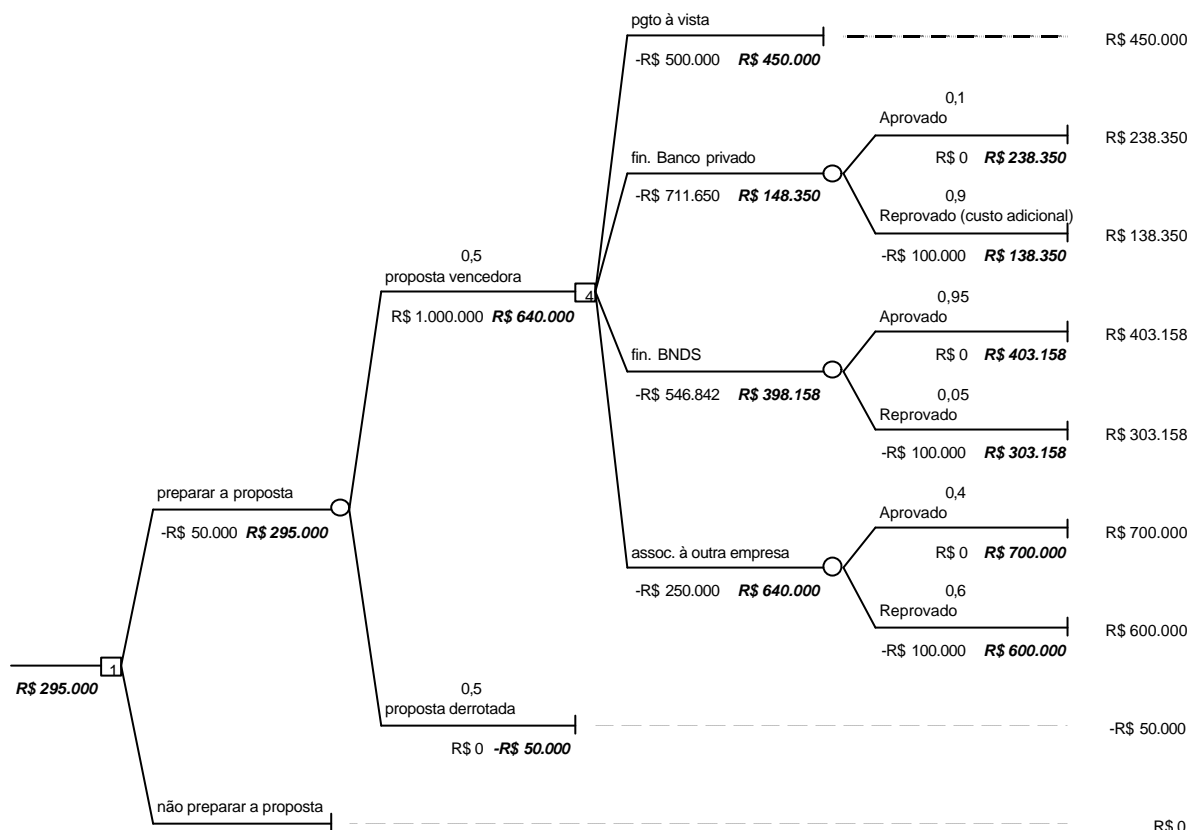 pgto à vista
R$ 450.000
-R$ 500.000 R$ 450.000
0,1
Aprovado
R$ 238.350
fin. Banco privado
R$ 0 R$ 238.350
-R$ 711.650 R$ 148.350
0,9
Reprovado (custo adicional)
R$ 138.350
-R$ 100.000 R$ 138.350
0,5
proposta vencedora
4
R$ 1.000.000 R$ 640.000
0,95
Aprovado
R$ 403.158
fin. BNDS
R$ 0 R$ 403.158
-R$ 546.842 R$ 398.158
0,05
Reprovado
R$ 303.158
-R$ 100.000 R$ 303.158
preparar a proposta
0,4
Aprovado
-R$ 50.000 R$ 295.000
R$ 700.000
assoc. à outra empresa
R$ 0 R$ 700.000
-R$ 250.000 R$ 640.000
0,6
Reprovado
R$ 600.000
-R$ 100.000 R$ 600.000
1
R$ 295.000
0,5
proposta derrotada
-R$ 50.000
R$ 0 -R$ 50.000
não preparar a proposta
R$ 0